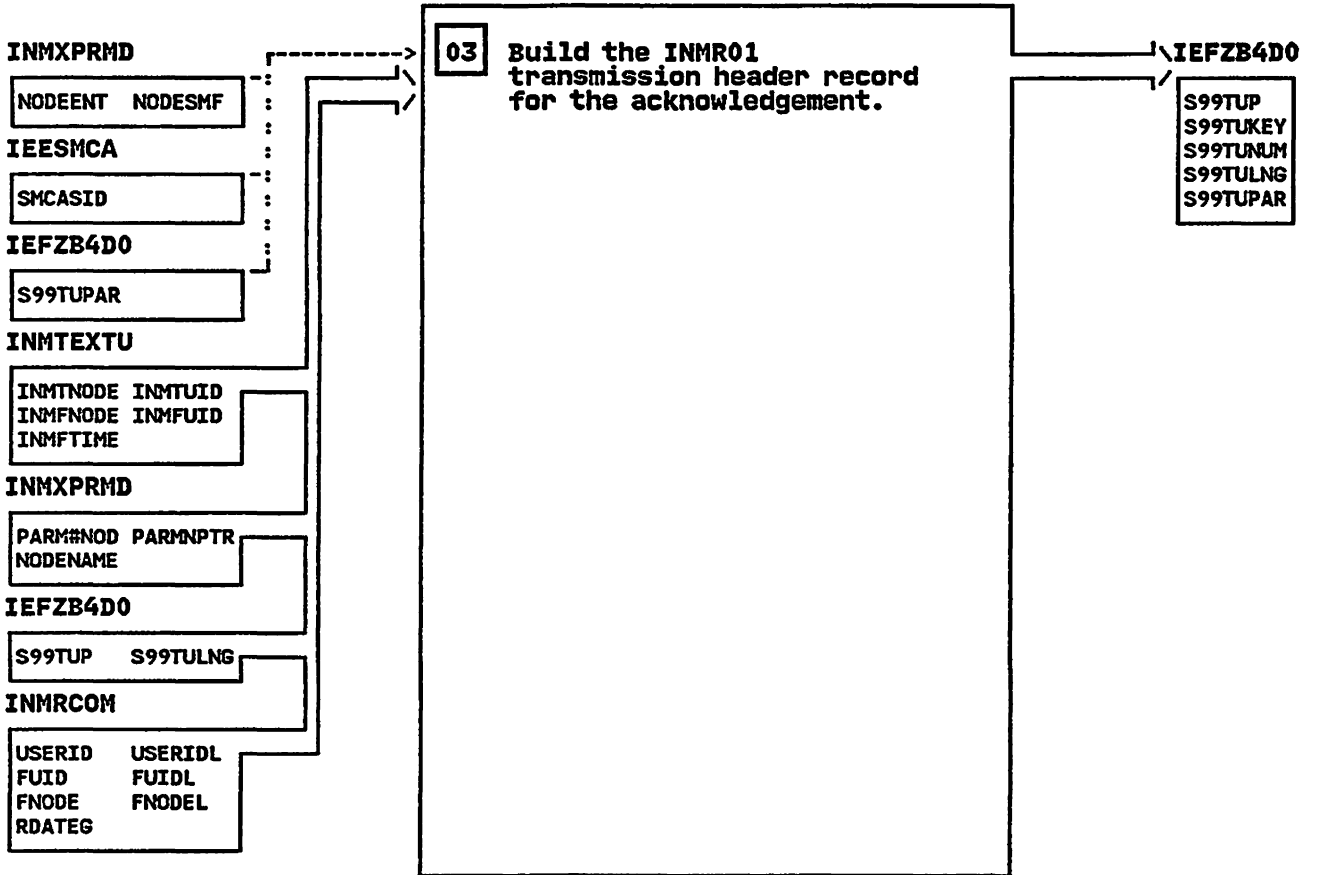 INMXPRMD
NODEENT NODESMF
IEESMCA
SMCASID
IEFZB4D0
S99TUPAR
INMTEXTU
INMTNODE INMTUID
INMFNODE INMFUID
INMFTIME
INMXPRMD
PARM#NOD PARMNPTR
NODENAME
IEFZB4D0
S99TUP S99TULNG
INMRCOM
USERID USERIDL
FUID FUIDL
FNODE FNODEL
RDATEG
03 Build the INMR01
transmission header record
for the acknowledgement.
IEFZB4D0
S99TUP
S99TUKEY
S99TUNUM
S99TULNG
S99TUPAR